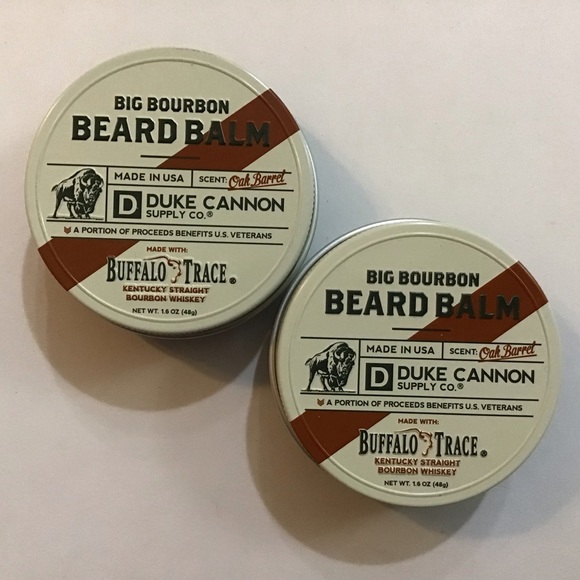 BIG BOURBON
BEARD BALM
MADE IN USA
SCENT: Oak Barrel
D DUKE CANNON
SUPPLY CO.®
A PORTION OF PROCEEDS BENEFITS U.S. VETERANS
MADE WITH:
BUFFALO TRACE®
KENTUCKY STRAIGHT
BOURBON WHISKEY
NET WT. 1.6 OZ (48g)
BIG BOURBON
BEARD BALM
MADE IN USA
SCENT: Oak Barrel
D DUKE CANNON
SUPPLY CO.®
A PORTION OF PROCEEDS BENEFITS U.S. VETERANS
MADE WITH:
BUFFALO TRACE®
KENTUCKY STRAIGHT
BOURBON WHISKEY
NET WT. 1.6 OZ (48g)